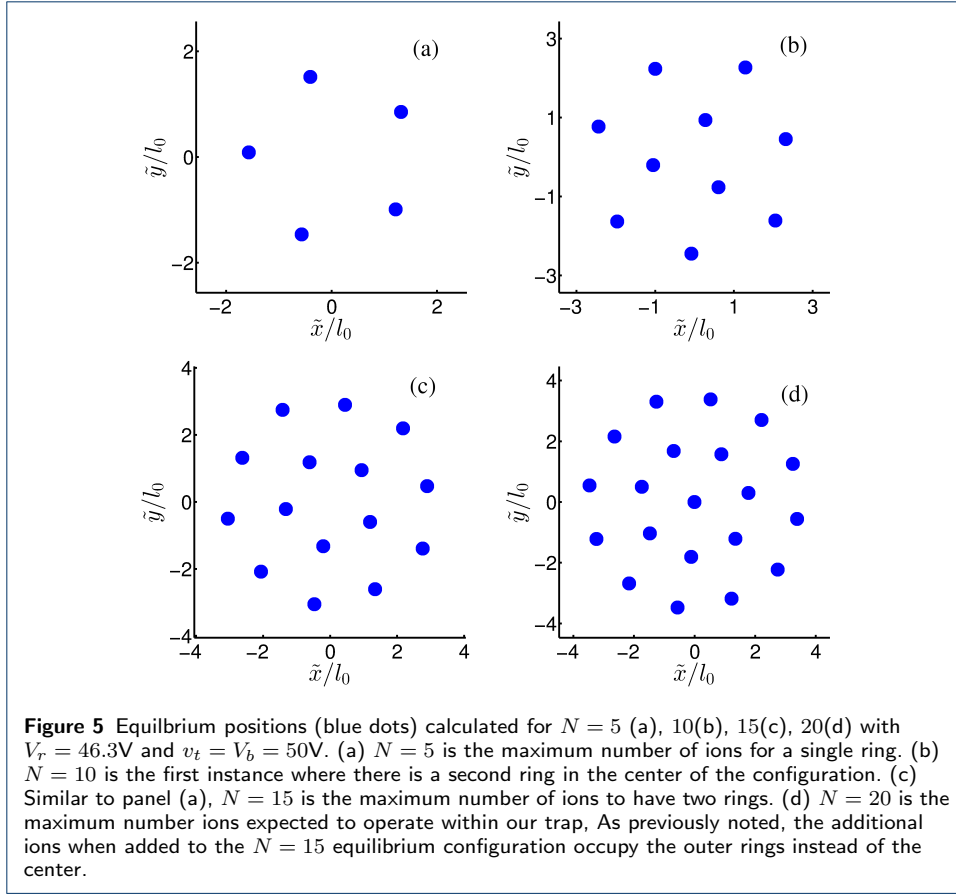 (a)
2
0
−2
ỹ/l₀
−2
0
2
x̃/l₀
(b)
3
1
−1
−3
ỹ/l₀
−3
−1
1
3
x̃/l₀
(c)
4
2
0
−2
−4
ỹ/l₀
−4
−2
0
2
4
x̃/l₀
(d)
4
2
0
−2
−4
ỹ/l₀
−4
−2
0
2
4
x̃/l₀
Figure 5 Equilbrium positions (blue dots) calculated for N = 5 (a), 10(b), 15(c), 20(d) with
Vᵣ = 46.3V and vₜ = V_b = 50V. (a) N = 5 is the maximum number of ions for a single ring. (b)
N = 10 is the first instance where there is a second ring in the center of the configuration. (c)
Similar to panel (a), N = 15 is the maximum number of ions to have two rings. (d) N = 20 is the
maximum number ions expected to operate within our trap, As previously noted, the additional
ions when added to the N = 15 equilibrium configuration occupy the outer rings instead of the
center.